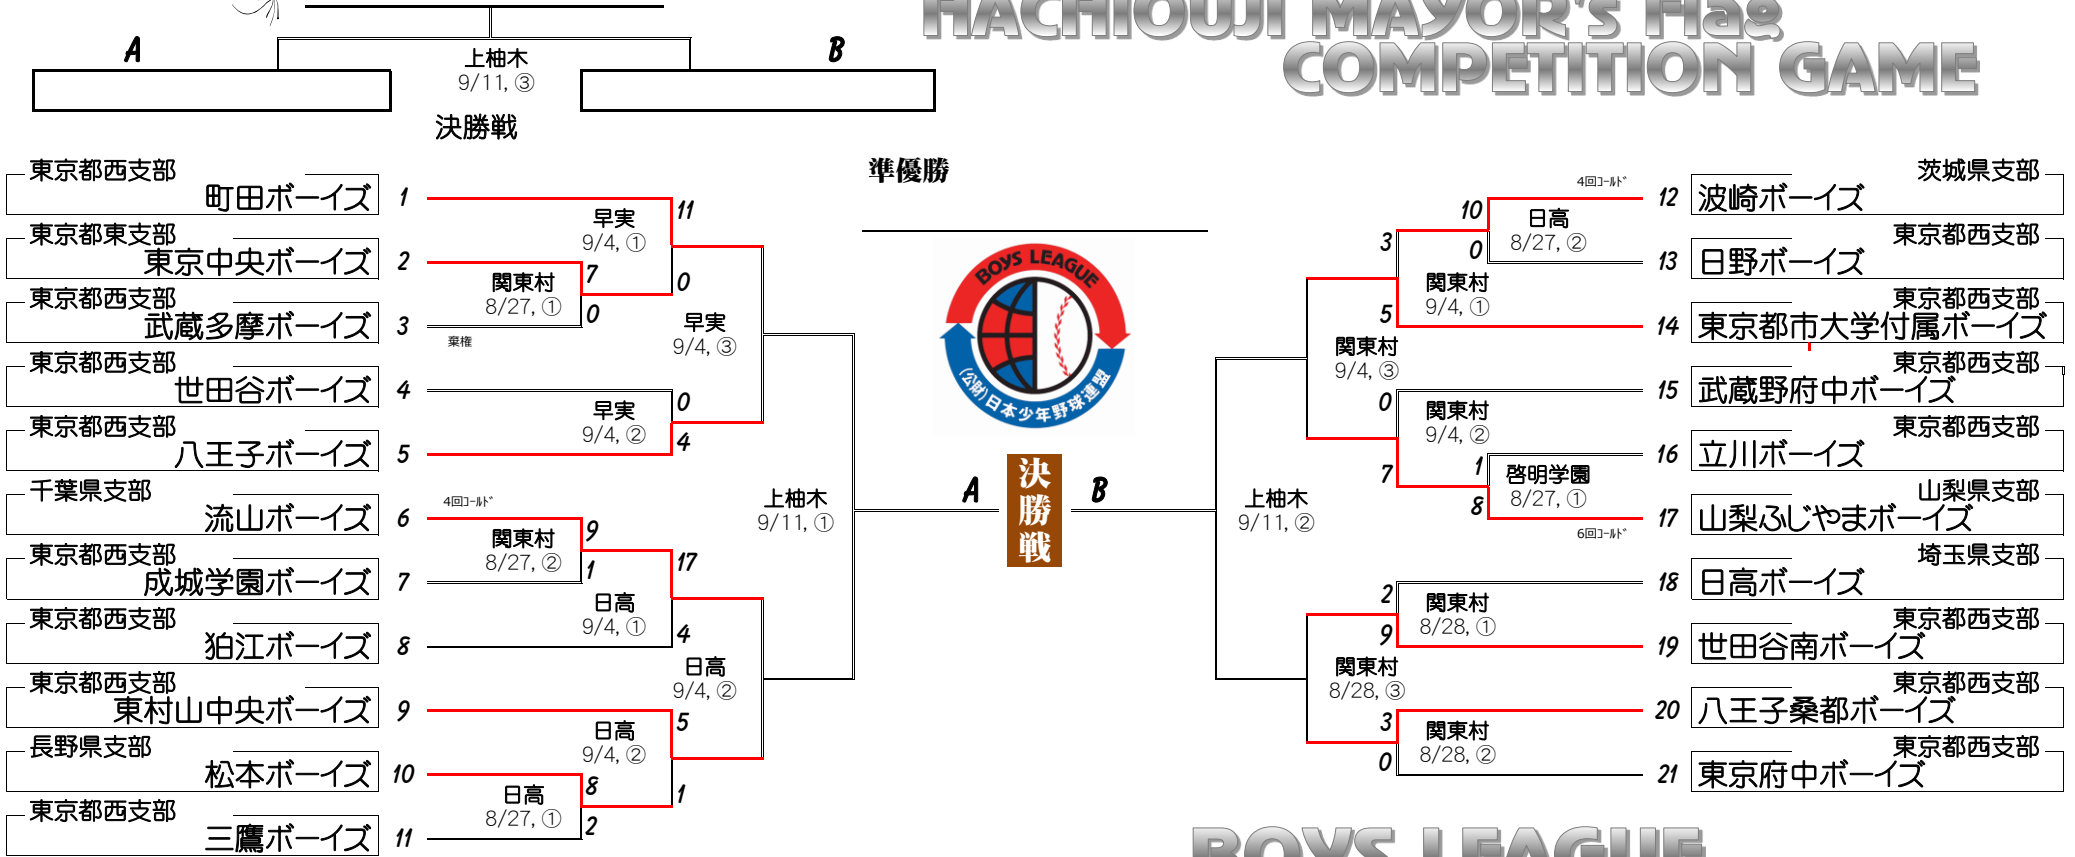 HACHIOUJI MAYOR's Flag
COMPETITION GAME
A
B
上柚木
9/11, ③
決勝戦
準優勝
東京都西支部
町田ボーイズ
1
東京都東支部
東京中央ボーイズ
2
東京都西支部
武蔵多摩ボーイズ
3
棄権
東京都西支部
世田谷ボーイズ
4
東京都西支部
八王子ボーイズ
5
千葉県支部
流山ボーイズ
6
4回ｺｰﾙﾄﾞ
東京都西支部
成城学園ボーイズ
7
東京都西支部
狛江ボーイズ
8
東京都西支部
東村山中央ボーイズ
9
長野県支部
松本ボーイズ
10
東京都西支部
三鷹ボーイズ
11
関東村
8/27, ①
7
0
関東村
8/27, ②
9
1
日高
8/27, ①
8
2
早実
9/4, ①
11
0
早実
9/4, ②
0
4
日高
9/4, ①
17
4
日高
9/4, ②
5
1
早実
9/4, ③
日高
9/4, ②
上柚木
9/11, ①
BOYS LEAGUE
(公財)日本少年野球連盟
A
決勝戦
B
上柚木
9/11, ②
関東村
9/4, ③
関東村
8/28, ③
3
5
関東村
9/4, ①
0
7
関東村
9/4, ②
2
9
関東村
8/28, ①
3
0
関東村
8/28, ②
10
0
日高
8/27, ②
4回ｺｰﾙﾄﾞ
1
8
啓明学園
8/27, ①
6回ｺｰﾙﾄﾞ
茨城県支部
12
波崎ボーイズ
東京都西支部
13
日野ボーイズ
東京都西支部
14
東京都市大学付属ボーイズ
東京都西支部
15
武蔵野府中ボーイズ
東京都西支部
16
立川ボーイズ
山梨県支部
17
山梨ふじやまボーイズ
埼玉県支部
18
日高ボーイズ
東京都西支部
19
世田谷南ボーイズ
東京都西支部
20
八王子桑都ボーイズ
東京都西支部
21
東京府中ボーイズ
BOYS LEAGUE